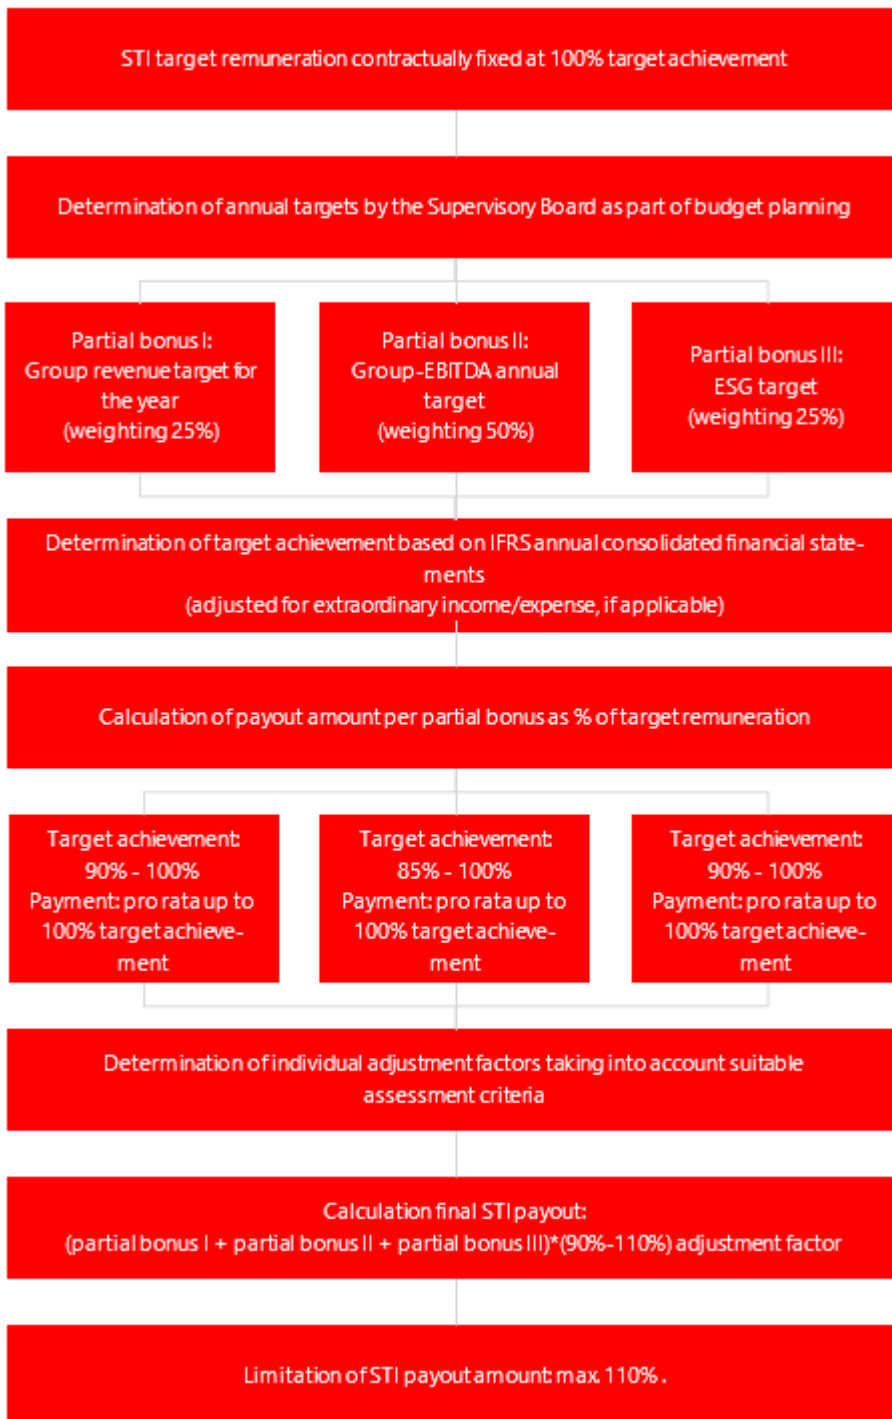 STI target remuneration contractually fixed at 100% target achievement
Determination of annual targets by the Supervisory Board as part of budget planning
Partial bonus I:
Group revenue target for
the year
(weighting 25%)
Partial bonus II:
Group-EBITDA annual
target
(weighting 50%)
Partial bonus III:
ESG target
(weighting 25%)
Determination of target achievement based on IFRS annual consolidated financial state-
ments
(adjusted for extraordinary income/expense, if applicable)
Calculation of payout amount per partial bonus as % of target remuneration
Target achievement:
90% - 100%
Payment: pro rata up to
100% target achieve-
ment
Target achievement:
85% - 100%
Payment: pro rata up to
100% target achieve-
ment
Target achievement:
90% - 100%
Payment: pro rata up to
100% target achieve-
ment
Determination of individual adjustment factors taking into account suitable
assessment criteria
Calculation final STI payout:
(partial bonus I + partial bonus II + partial bonus III)*(90%-110%) adjustment factor
Limitation of STI payout amount: max. 110% .